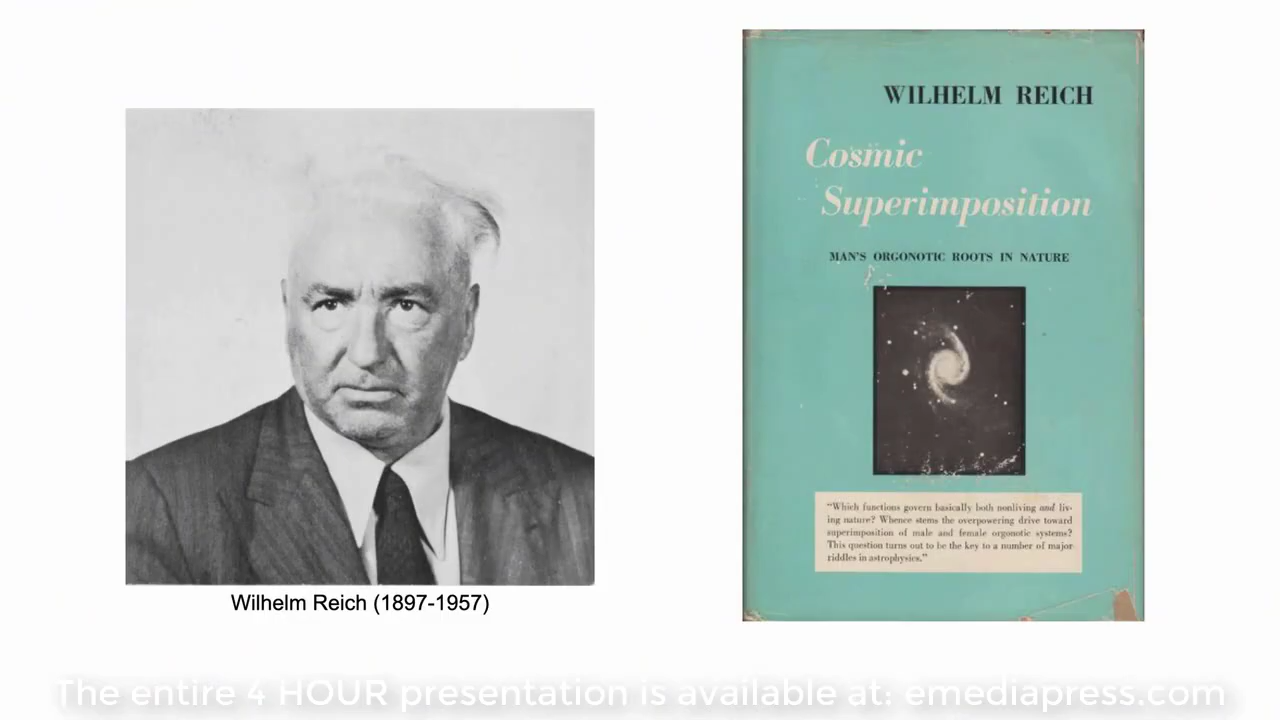 WILHELM REICH
Cosmic
Superimposition
MAN'S ORGONOTIC ROOTS IN NATURE
"Which functions govern basically both nonliving and liv-
ing nature? Whence stems the overpowering drive toward
superimposition of male and female orgonotic systems?
This question turns out to be the key to a number of major
riddles in astrophysics."
Wilhelm Reich (1897-1957)
The entire 4 HOUR presentation is available at: emediapress.com